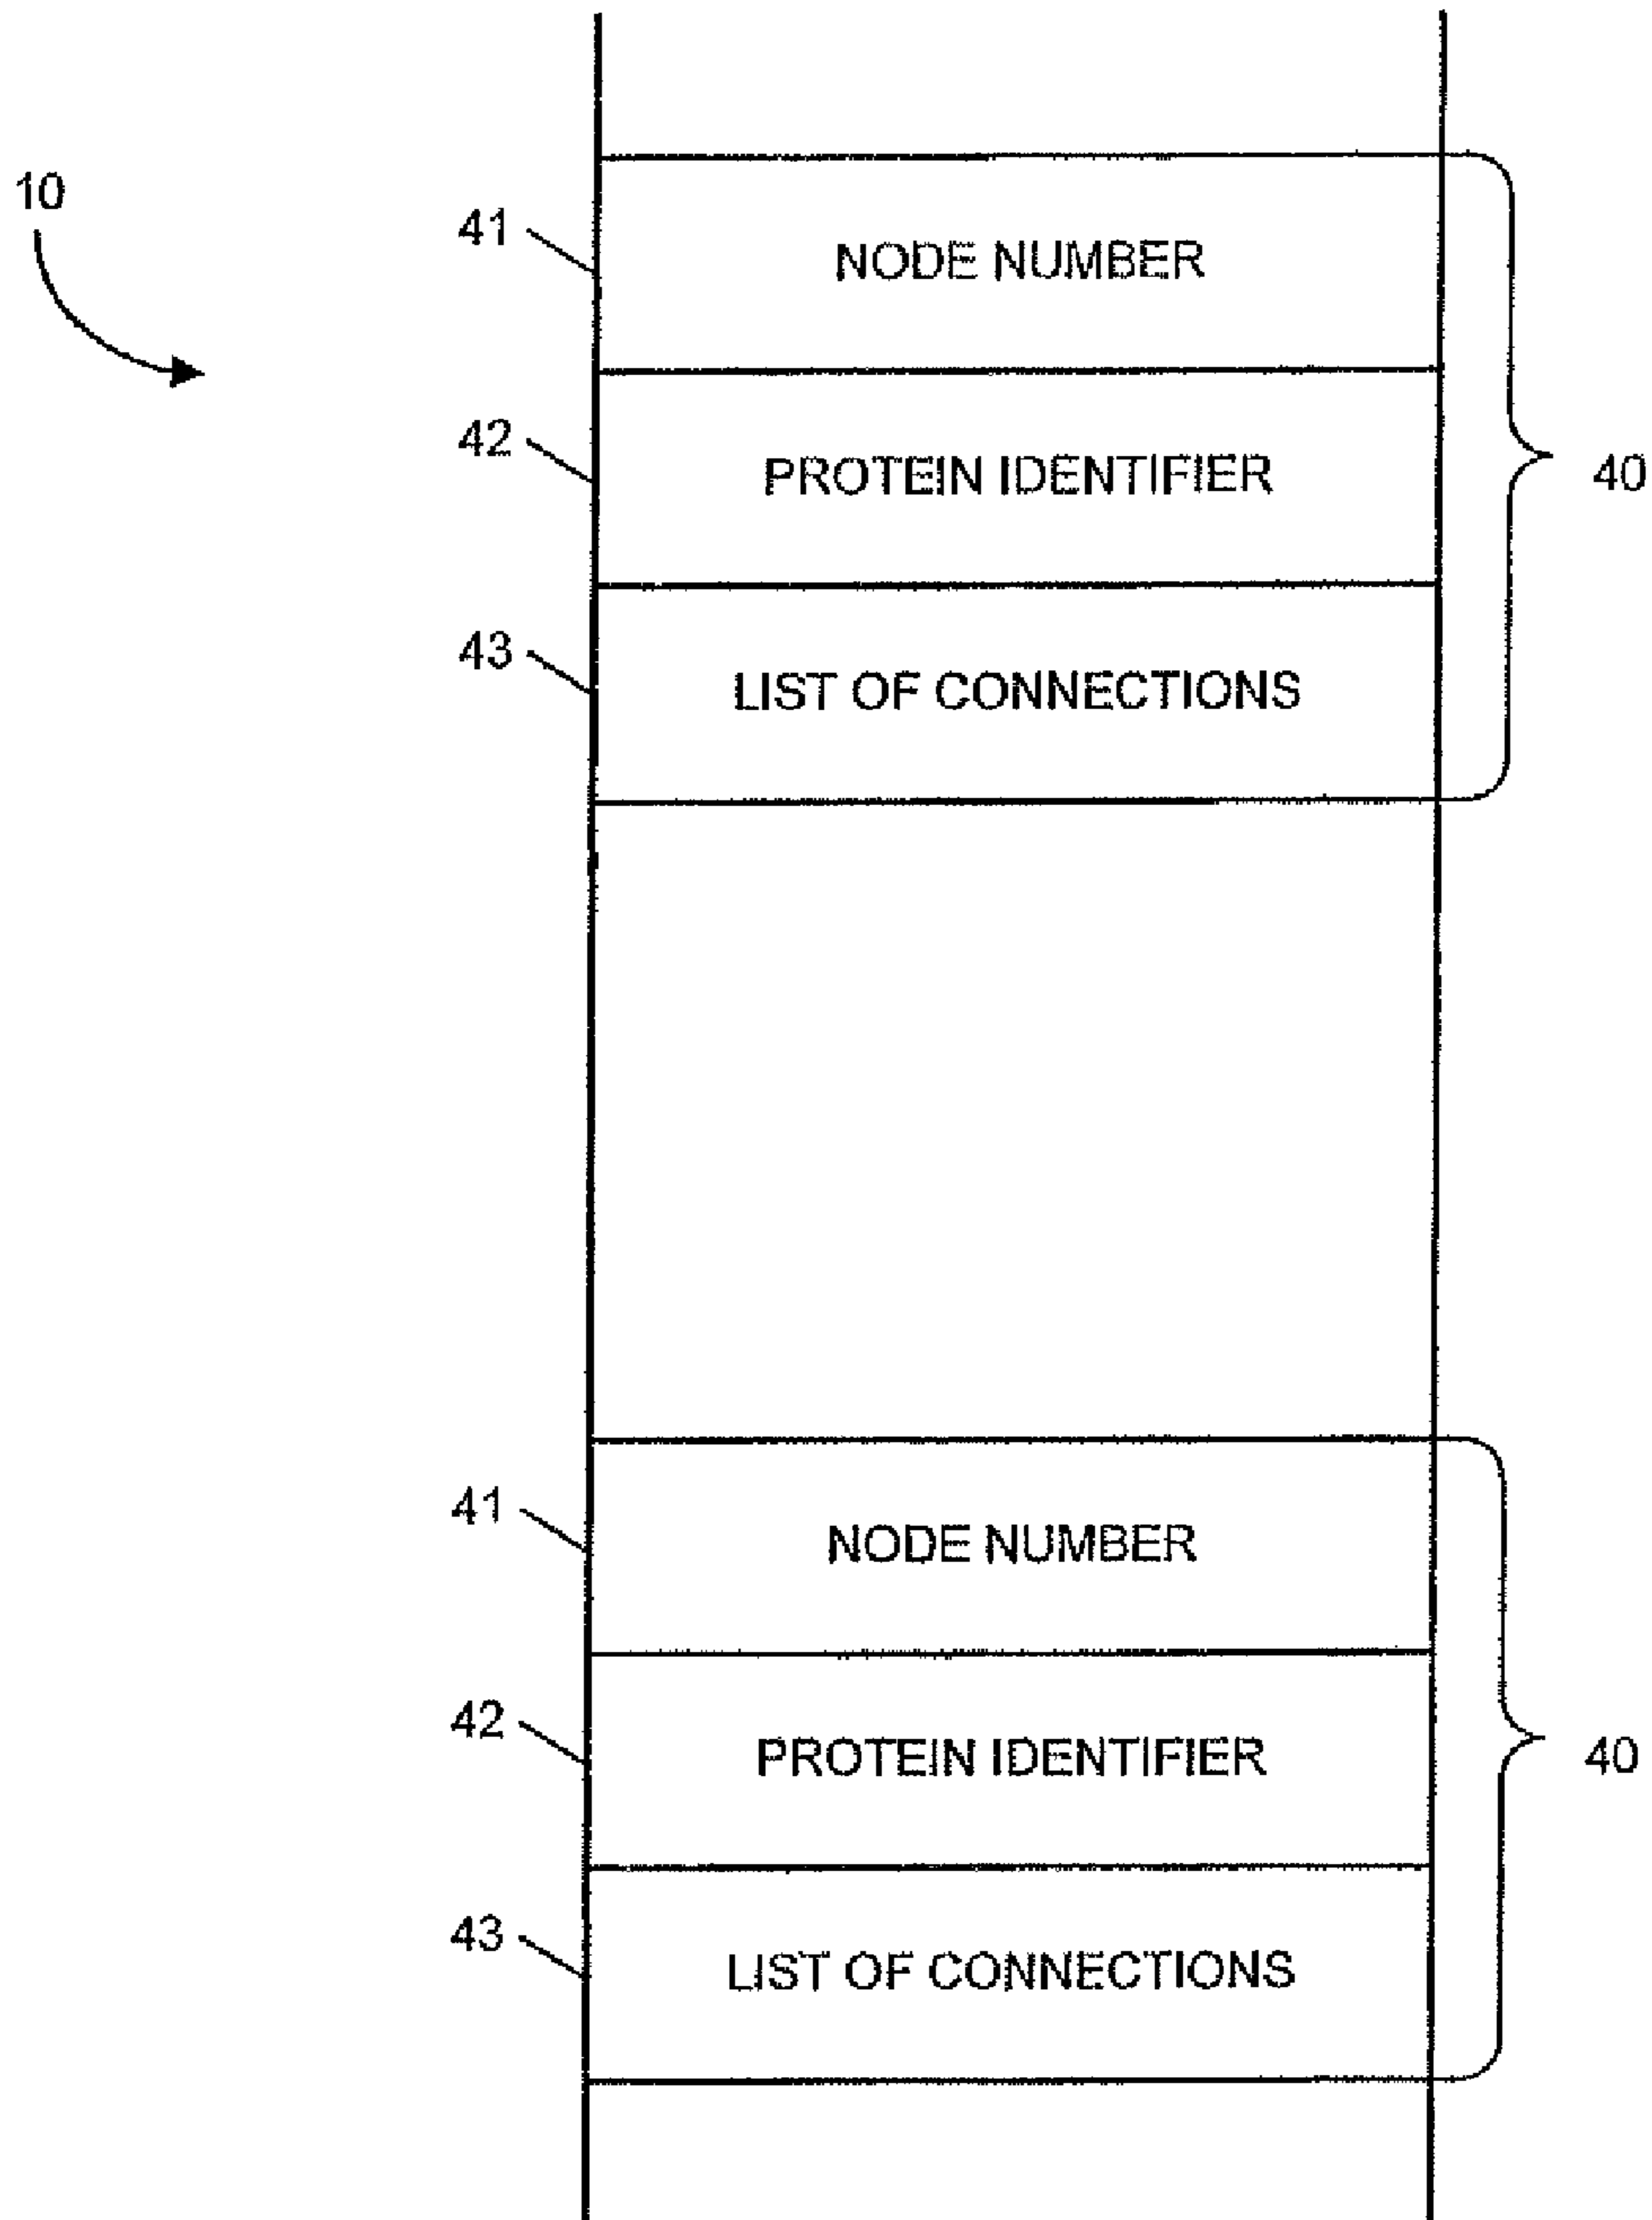 10
41 NODE NUMBER
42 PROTEIN IDENTIFIER
40
43 LIST OF CONNECTIONS
41 NODE NUMBER
42 PROTEIN IDENTIFIER
40
43 LIST OF CONNECTIONS